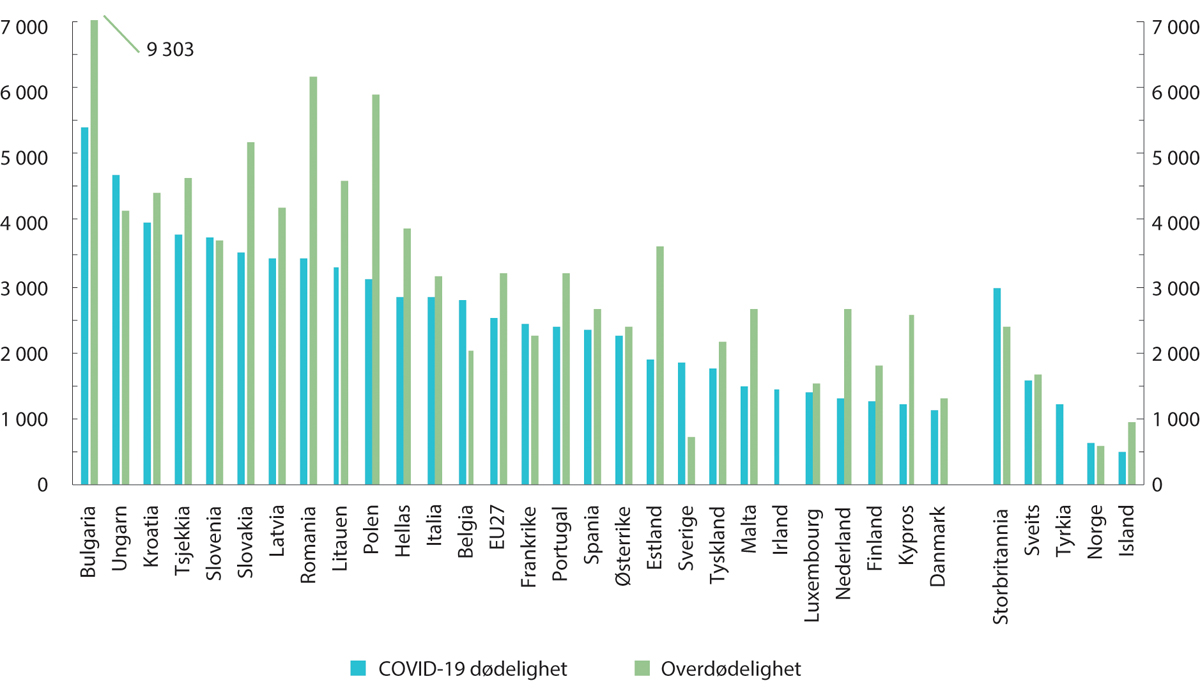 7 000
7 000
9 303
6 000
6 000
5 000
5 000
4 000
4 000
3 000
3 000
2 000
2 000
1 000
1 000
0
0
Bulgaria
Ungarn
Kroatia
Tsjekkia
Slovenia
Slovakia
Latvia
Romania
Litauen
Polen
Hellas
Italia
Belgia
EU27
Frankrike
Portugal
Spania
Østerrike
Estland
Sverige
Tyskland
Malta
Irland
Luxembourg
Nederland
Finland
Kypros
Danmark
Storbritannia
Sveits
Tyrkia
Norge
Island
COVID-19 dødelighet
Overdødelighet